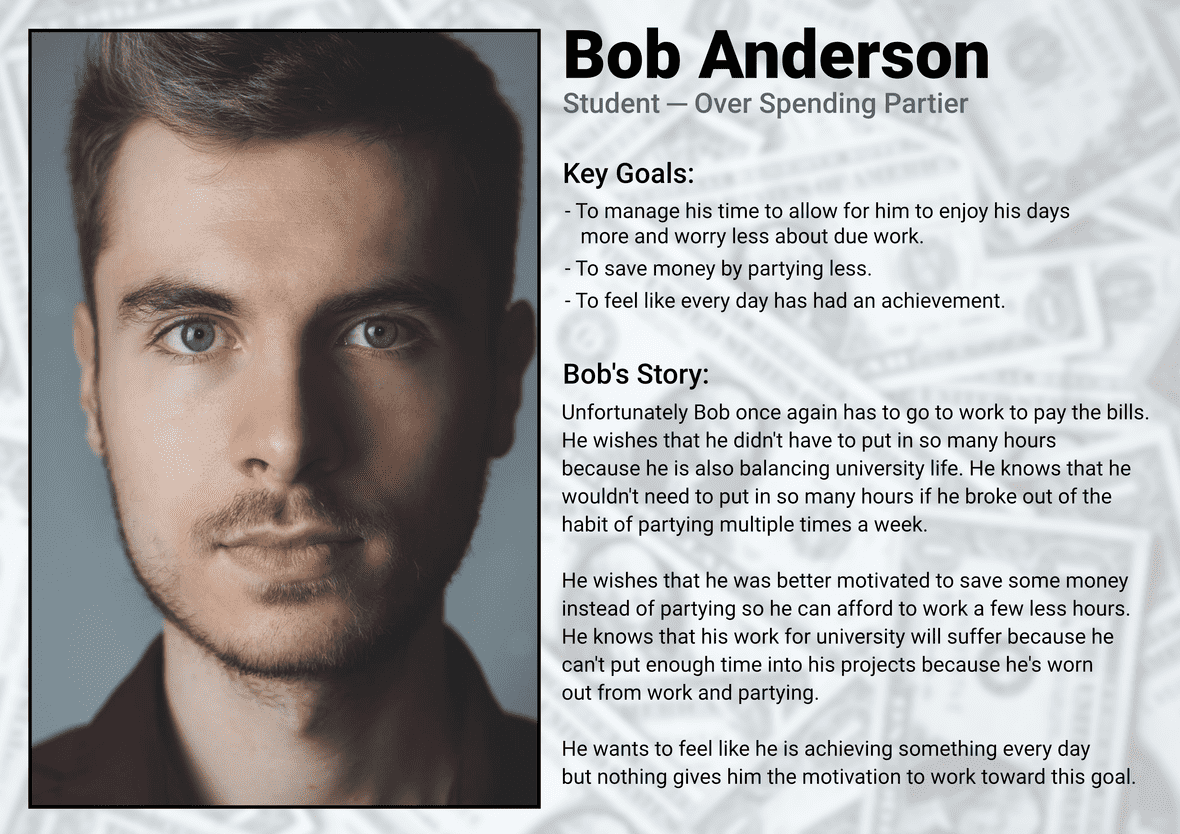 Bob Anderson
Student — Over Spending Partier
Key Goals:
- To manage his time to allow for him to enjoy his days
more and worry less about due work.
- To save money by partying less.
- To feel like every day has had an achievement.
Bob's Story:
Unfortunately Bob once again has to go to work to pay the bills.
He wishes that he didn't have to put in so many hours
because he is also balancing university life. He knows that he
wouldn't need to put in so many hours if he broke out of the
habit of partying multiple times a week.
He wishes that he was better motivated to save some money
instead of partying so he can afford to work a few less hours.
He knows that his work for university will suffer because he
can't put enough time into his projects because he's worn
out from work and partying.
He wants to feel like he is achieving something every day
but nothing gives him the motivation to work toward this goal.